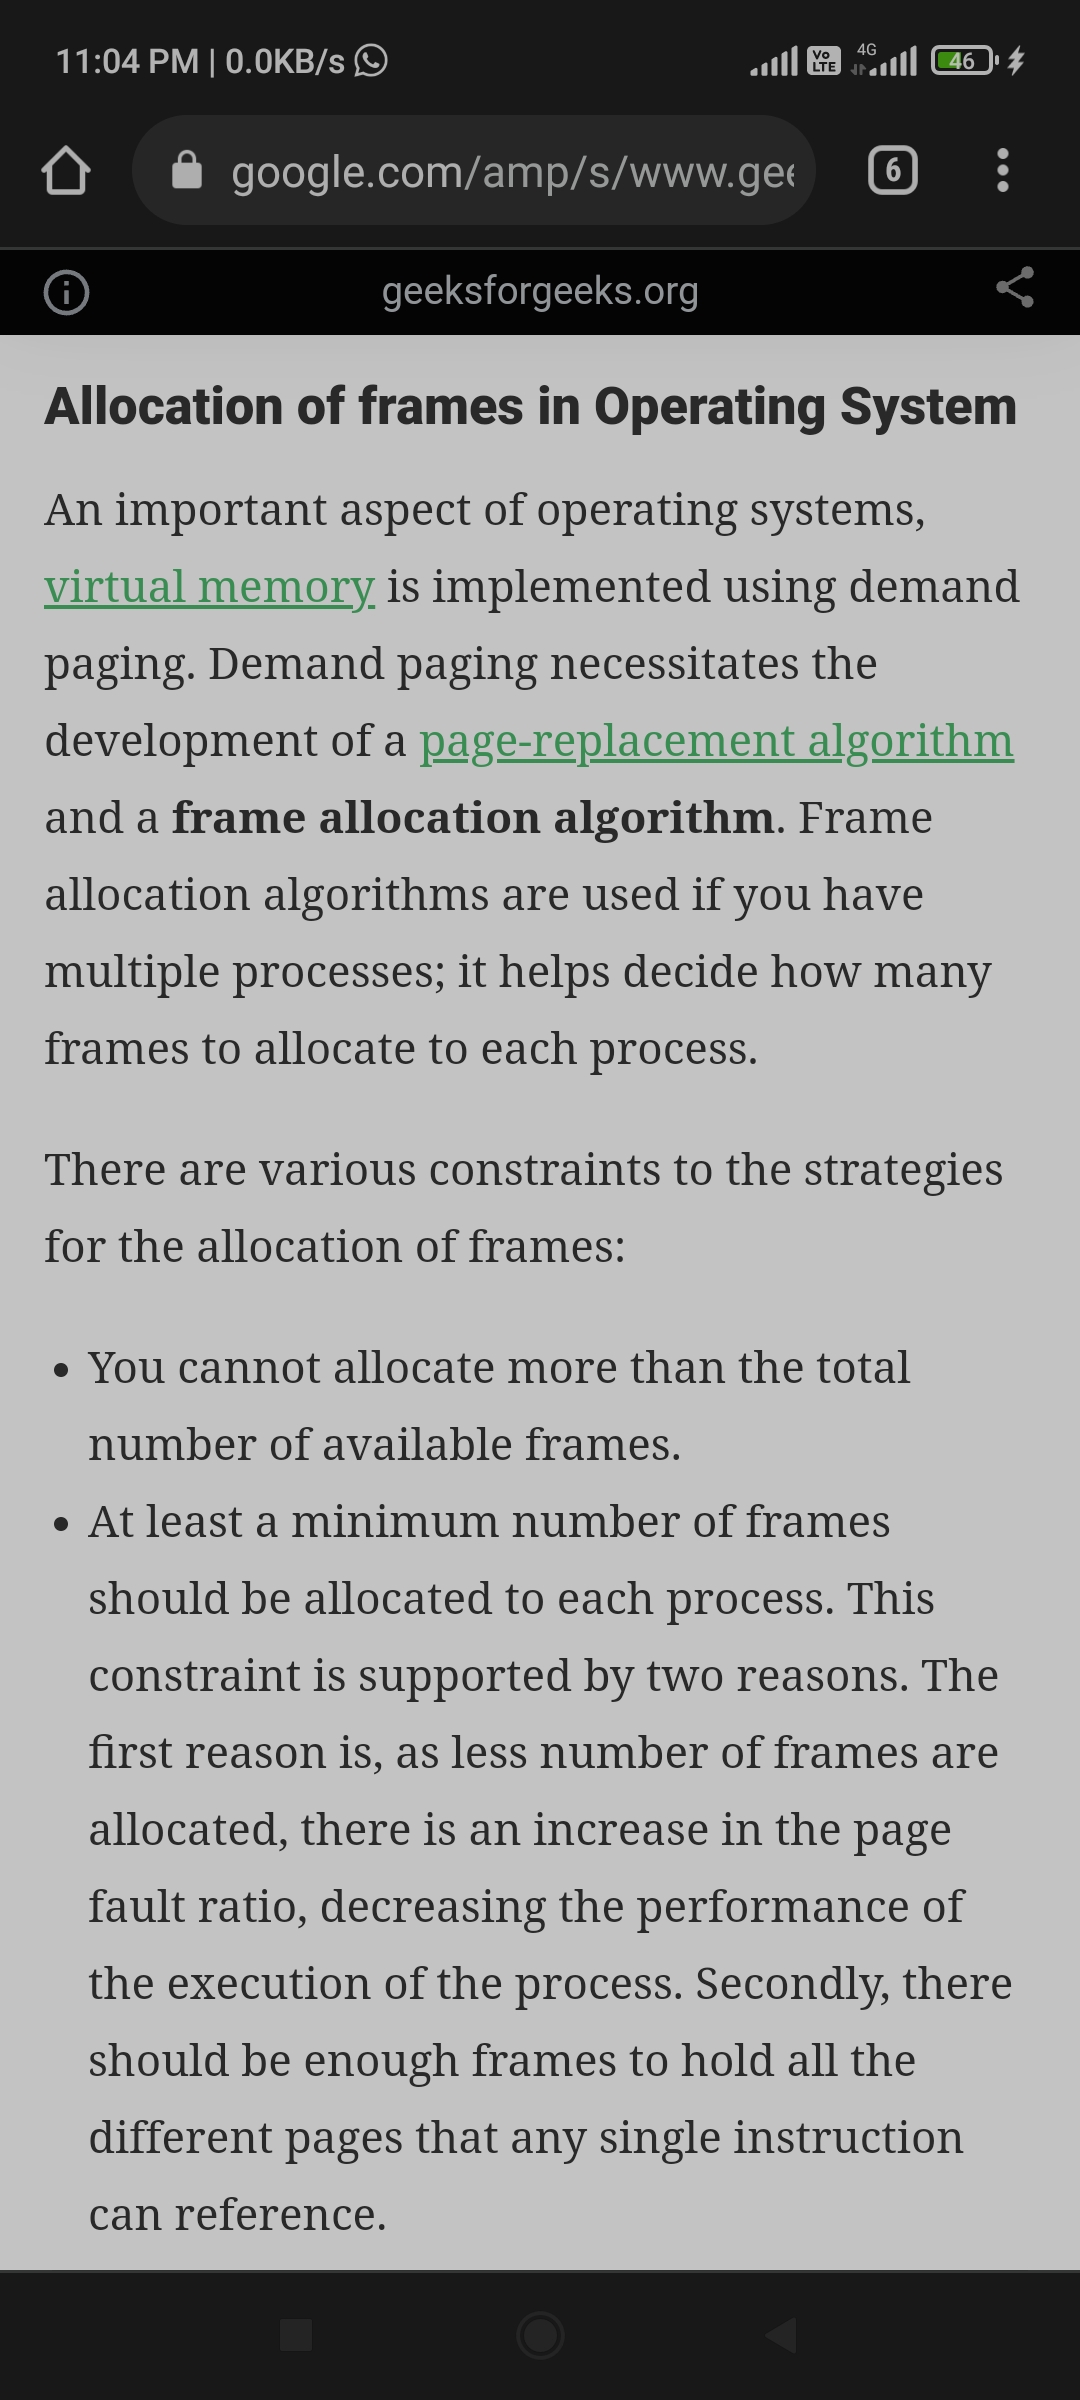 11:04 PM | 0.0KB/s
Vo LTE 4G 46
google.com/amp/s/www.gee
6
geeksforgeeks.org
Allocation of frames in Operating System
An important aspect of operating systems,
virtual memory is implemented using demand
paging. Demand paging necessitates the
development of a page-replacement algorithm
and a frame allocation algorithm. Frame
allocation algorithms are used if you have
multiple processes; it helps decide how many
frames to allocate to each process.
There are various constraints to the strategies
for the allocation of frames:
• You cannot allocate more than the total
number of available frames.
• At least a minimum number of frames
should be allocated to each process. This
constraint is supported by two reasons. The
first reason is, as less number of frames are
allocated, there is an increase in the page
fault ratio, decreasing the performance of
the execution of the process. Secondly, there
should be enough frames to hold all the
different pages that any single instruction
can reference.